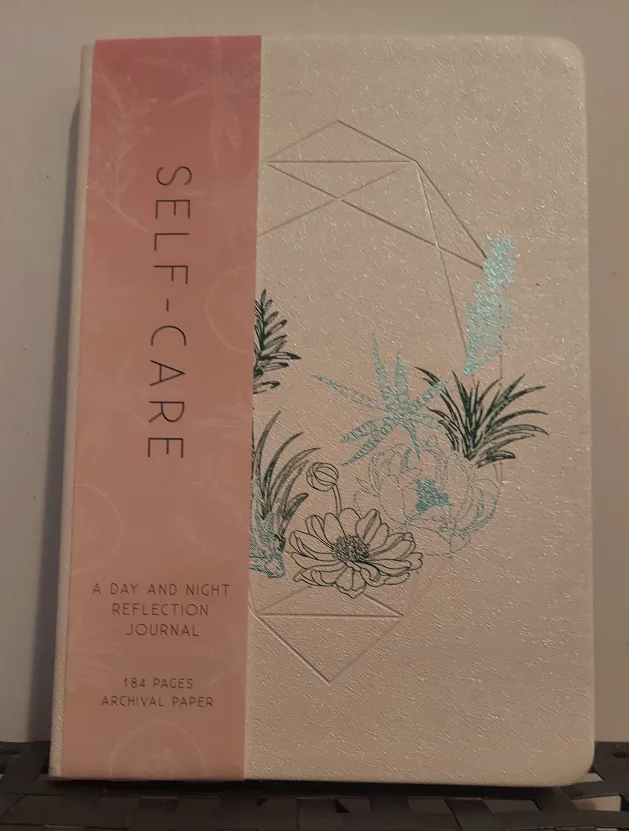 SELF-CARE
A DAY AND NIGHT
REFLECTION
JOURNAL
184 PAGES
ARCHIVAL PAPER